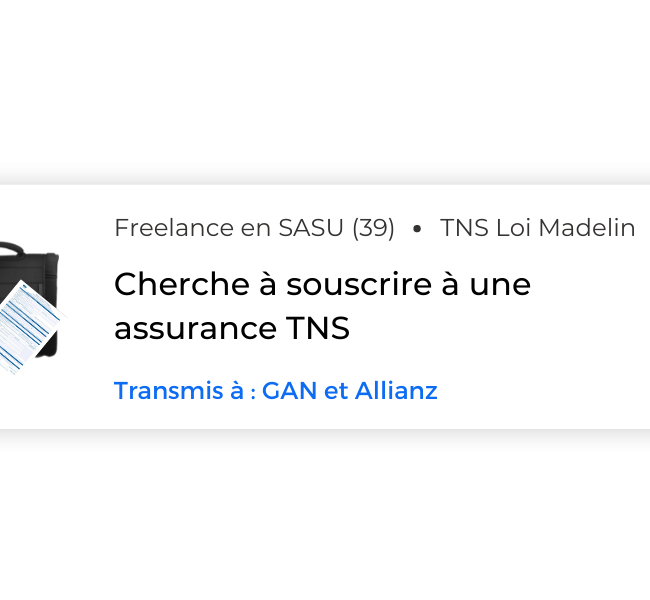 Freelance en SASU (39) • TNS Loi Madelin
Cherche à souscrire à une
assurance TNS
Transmis à : GAN et Allianz